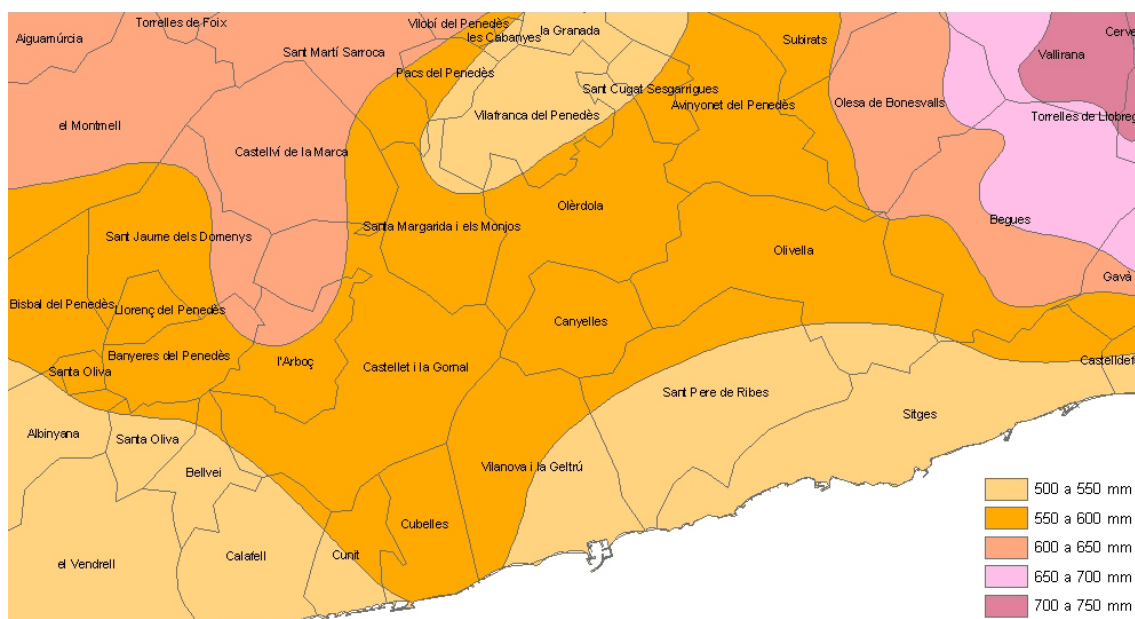 Torrelles de Foix
Vilobí del Penedès
la Granada
Cerve
Aiguamúrcia
Sant Martí Sarroca
les Cabanyes
Subirats
Vallirana
Pacs del Penedès
Sant Cugat Sesgarrigues
Avinyonet del Penedès
Olesa de Bonesvalls
Vilafranca del Penedès
Torrelles de Llobreg
el Montmell
Castellví de la Marca
Olèrdola
Santa Margarida i els Monjos
Begues
Sant Jaume dels Domenys
Olivella
Gavà
Bisbal del Penedès
Llorenç del Penedès
Canyelles
Banyeres del Penedès
l'Arboç
Castellet i la Gornal
Castelldefe
Santa Oliva
Sant Pere de Ribes
Sitges
Albinyana
Santa Oliva
Bellvei
Vilanova i la Geltrú
Cubelles
el Vendrell
Calafell
Cunit
500 a 550 mm
550 a 600 mm
600 a 650 mm
650 a 700 mm
700 a 750 mm